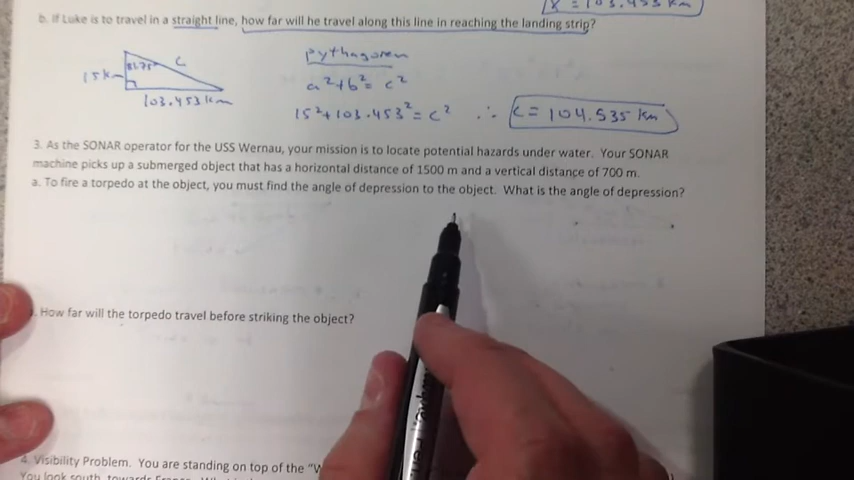 x = 103.453 km
b. If Luke is to travel in a straight line, how far will he travel along this line in reaching the landing strip?
pythagorem
15km 81.75° c
a² + b² = c²
103.453 km
15² + 103.453² = c² ∴ c = 104.535 km
3. As the SONAR operator for the USS Wernau, your mission is to locate potential hazards under water. Your SONAR
machine picks up a submerged object that has a horizontal distance of 1500 m and a vertical distance of 700 m.
a. To fire a torpedo at the object, you must find the angle of depression to the object. What is the angle of depression?
How far will the torpedo travel before striking the object?
4. Visibility Problem. You are standing on top of the "W
You look south, towards France.